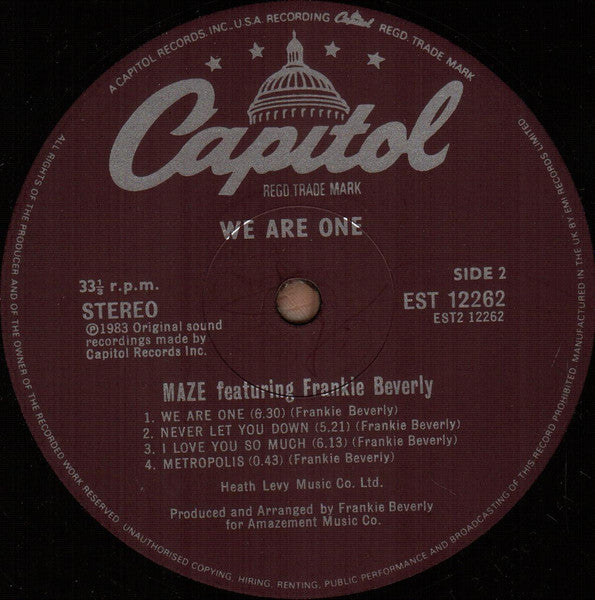 A CAPITOL RECORDS, INC., U.S.A. RECORDING Capitol REGD. TRADE MARK
Capitol
REGD. TRADE MARK
WE ARE ONE
33⅓ r.p.m.
STEREO
Ⓟ1983 Original sound
recordings made by
Capitol Records Inc.
SIDE 2
EST 12262
EST2 12262
MAZE featuring Frankie Beverly
1. WE ARE ONE (6.30) (Frankie Beverly)
2. NEVER LET YOU DOWN (5.21) (Frankie Beverly)
3. I LOVE YOU SO MUCH (6.13) (Frankie Beverly)
4. METROPOLIS (0.43) (Frankie Beverly)
Heath Levy Music Co. Ltd.
Produced and Arranged by Frankie Beverly
for Amazement Music Co.
ALL RIGHTS OF THE PRODUCER AND OF THE OWNER OF THE RECORDED WORK RESERVED. UNAUTHORISED COPYING, HIRING, RENTING, PUBLIC PERFORMANCE AND BROADCASTING OF THIS RECORD PROHIBITED. MANUFACTURED IN THE UK BY EMI RECORDS LIMITED